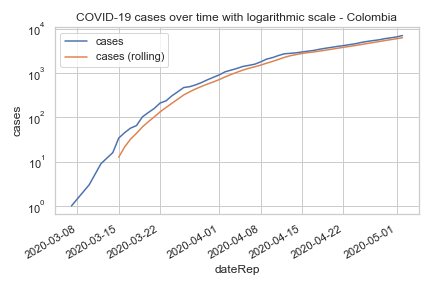 COVID-19 cases over time with logarithmic scale - Colombia
cases
cases (rolling)
10⁴
10³
10²
10¹
10⁰
cases
2020-03-08
2020-03-15
2020-03-22
2020-04-01
2020-04-08
2020-04-15
2020-04-22
2020-05-01
dateRep